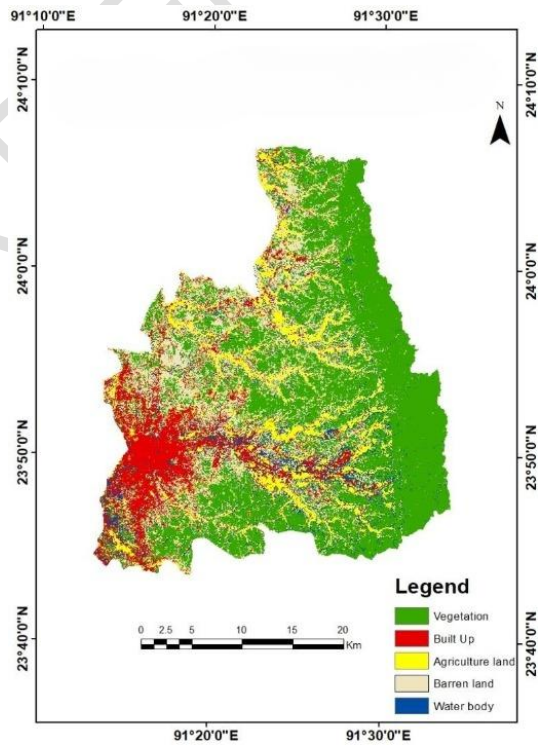 91°10'0"E 91°20'0"E 91°30'0"E
24°10'0"N 24°10'0"N
N
24°0'0"N 24°0'0"N
23°50'0"N 23°50'0"N
Legend
Vegetation
0 2.5 5 10 15 20
Built Up
Km
23°40'0"N 23°40'0"N
Agriculture land
Barren land
Water body
91°20'0"E 91°30'0"E